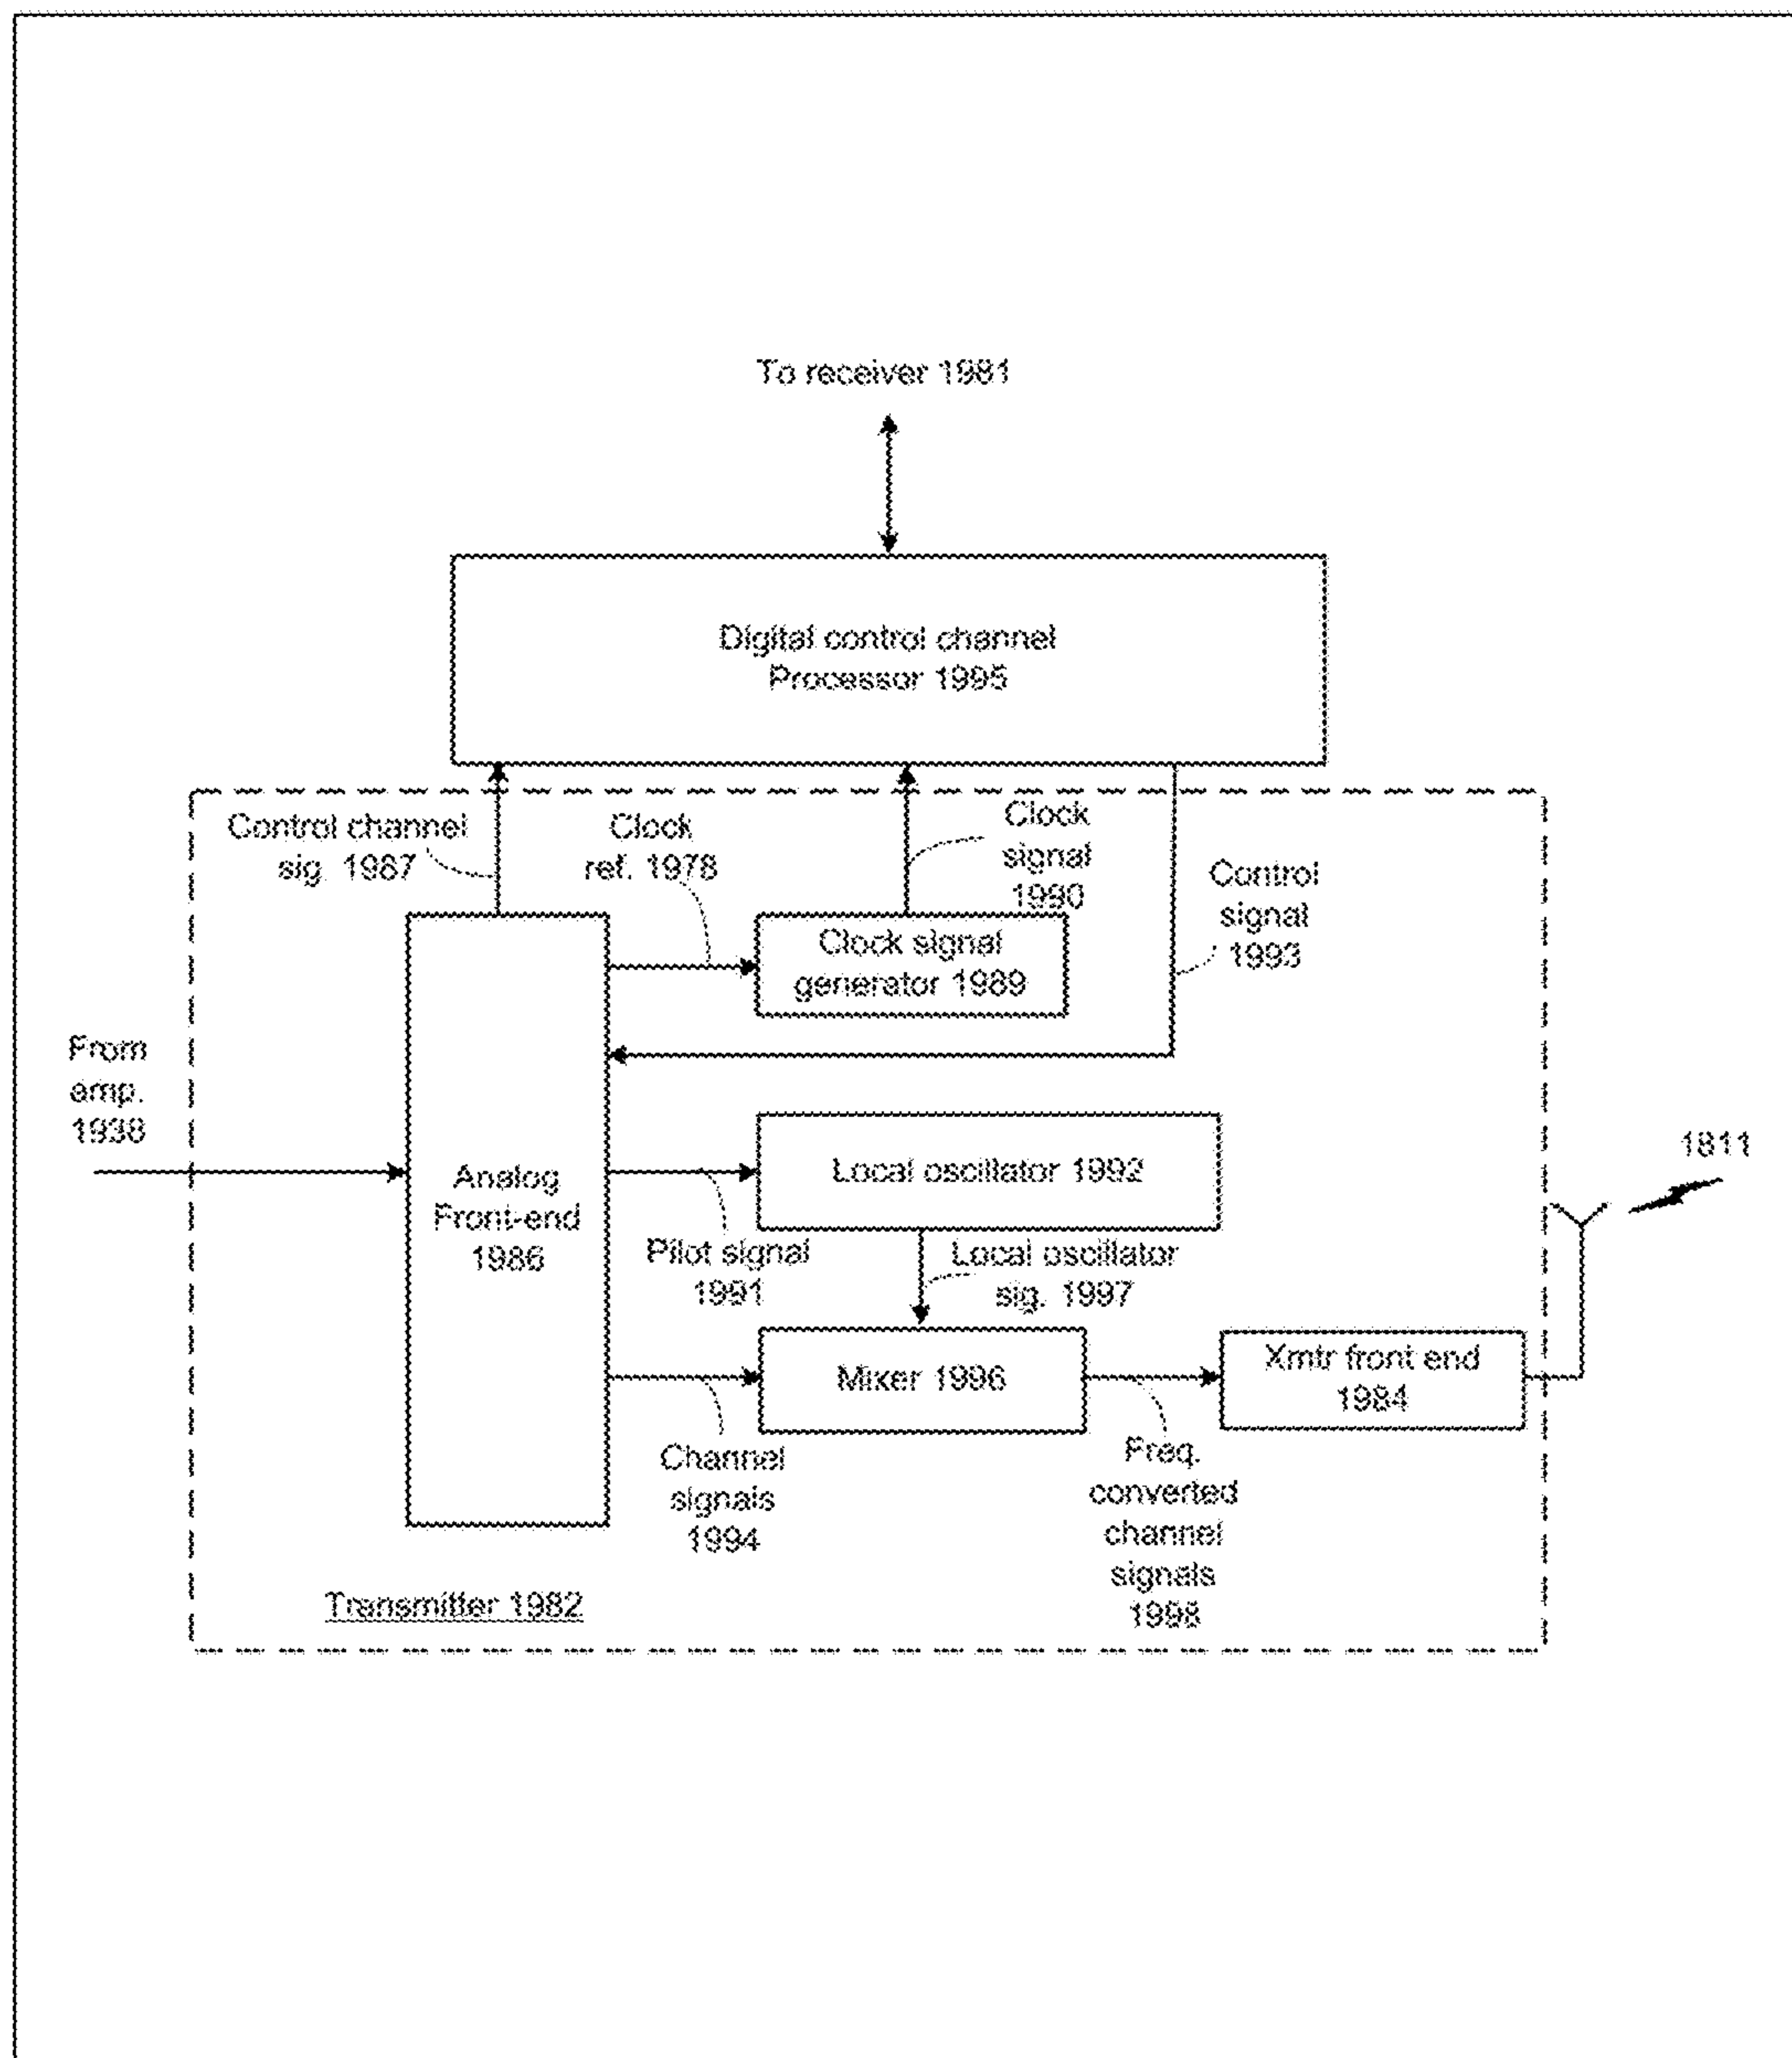 To receiver 1981
Digital control channel
Processor 1995
Control channel
sig. 1987
Clock
ref. 1978
Clock
signal
1990
Control
signal
1993
Clock signal
generator 1989
From
amp.
1938
Analog
Front-end
1986
Local oscillator 1992
1811
Pilot signal
1991
Local oscillator
sig. 1997
Mixer 1996
Xmtr front end
1984
Channel
signals
1994
Freq.
converted
channel
signals
1998
Transmitter 1982